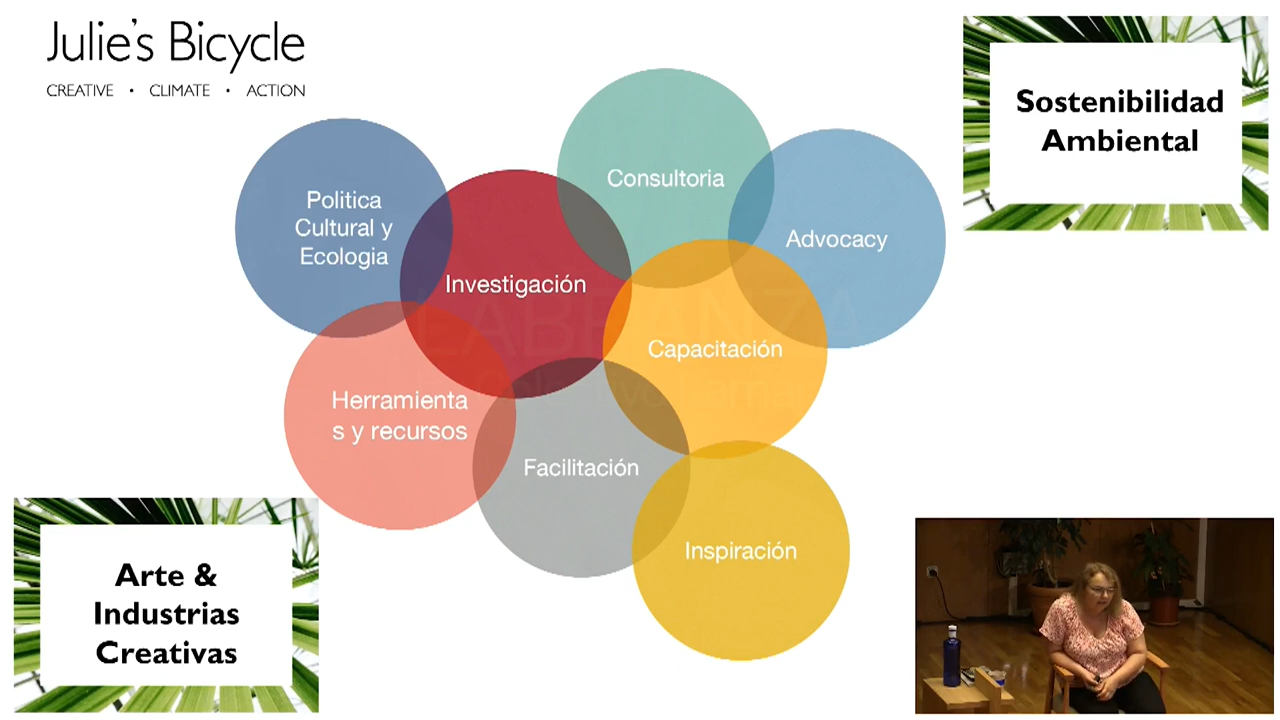 Julie's Bicycle
CREATIVE • CLIMATE • ACTION
Sostenibilidad
Ambiental
Consultoria
Politica
Cultural y
Ecologia
Advocacy
Investigación
LABRANZA
Capacitación
Herramienta
s y recursos
Facilitación
Inspiración
Arte &
Industrias
Creativas